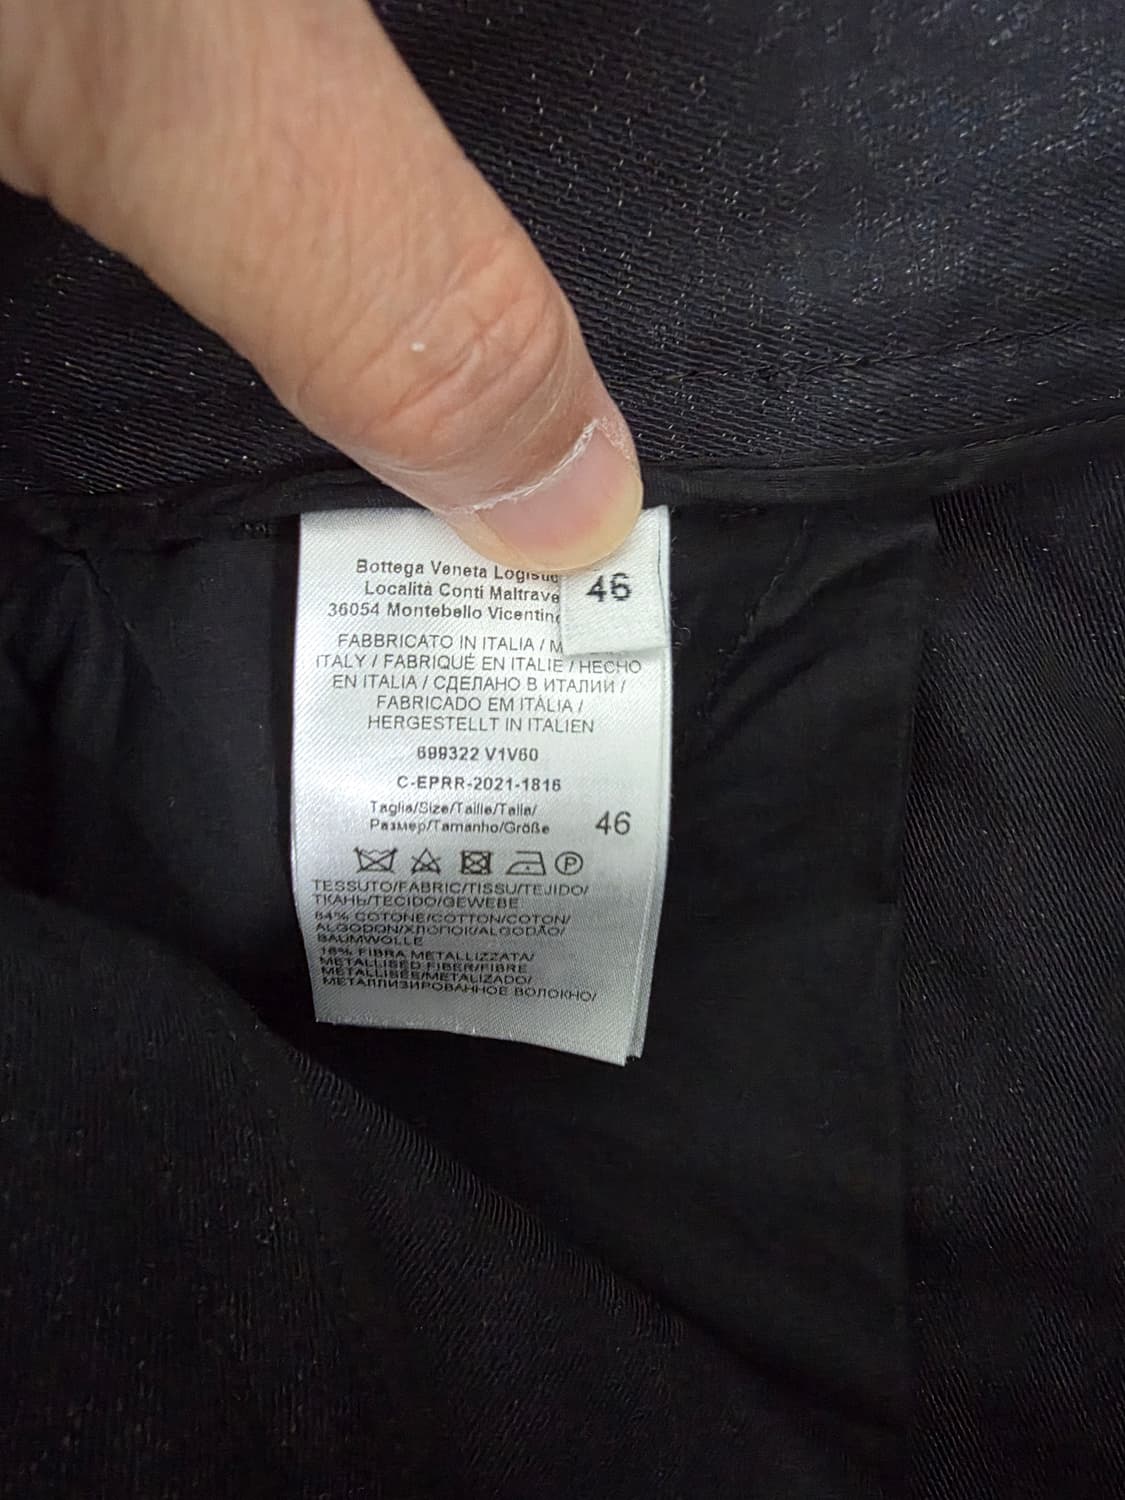 Bottega Veneta
Località Conti Maltrave
36054 Montebello Vicentin
46
FABBRICATO IN ITALIA / M
ITALY / FABRIQUÉ EN ITALIE / HECHO
EN ITALIA / СДЕЛАНО В ИТАЛИИ /
FABRICADO EM ITÁLIA /
HERGESTELLT IN ITALIEN
699322 V1V60
C-EPRR-2021-1816
Taglia/Size/Taille/Talla/
Размер/Tamanho/Größe 46
P
TESSUTO/FABRIC/TISSU/TEJIDO/
ТКАНЬ/TECIDO/GEWEBE
84% COTONE/COTTON/COTON/
ALGODON/ХЛОПОК/ALGODÃO/
BAUMWOLLE
16% FIBRA METALLIZZATA/
METALLISED FIBER/FIBRE
METALLISÉE/METALIZADO/
МЕТАЛЛИЗИРОВАННОЕ ВОЛОКНО/